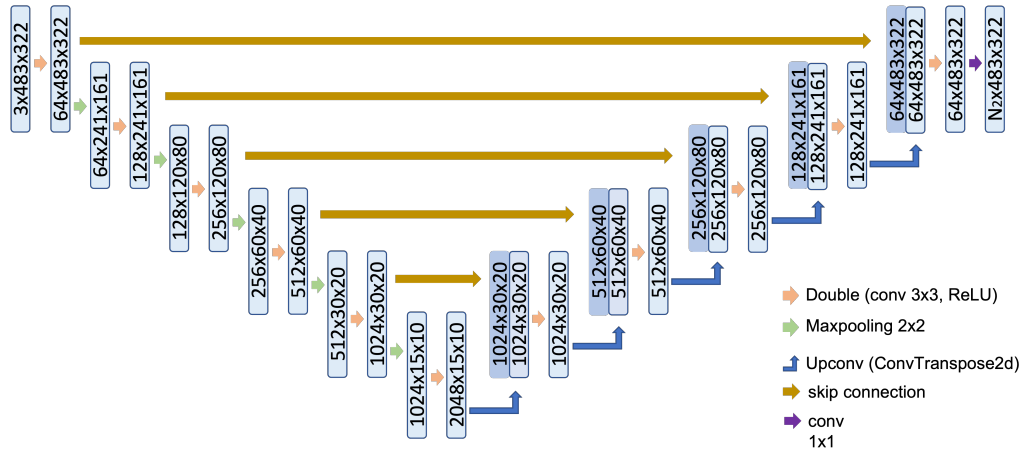 3x483x322
64x483x322
64x241x161
128x241x161
128x120x80
256x120x80
256x60x40
512x60x40
512x30x20
1024x30x20
1024x15x10
2048x15x10
1024x30x20
1024x30x20
1024x30x20
512x60x40
512x60x40
512x60x40
256x120x80
256x120x80
256x120x80
128x241x161
128x241x161
128x241x161
64x483x322
64x483x322
64x483x322
N₂x483x322
Double (conv 3x3, ReLU)
Maxpooling 2x2
Upconv (ConvTranspose2d)
skip connection
conv
1x1